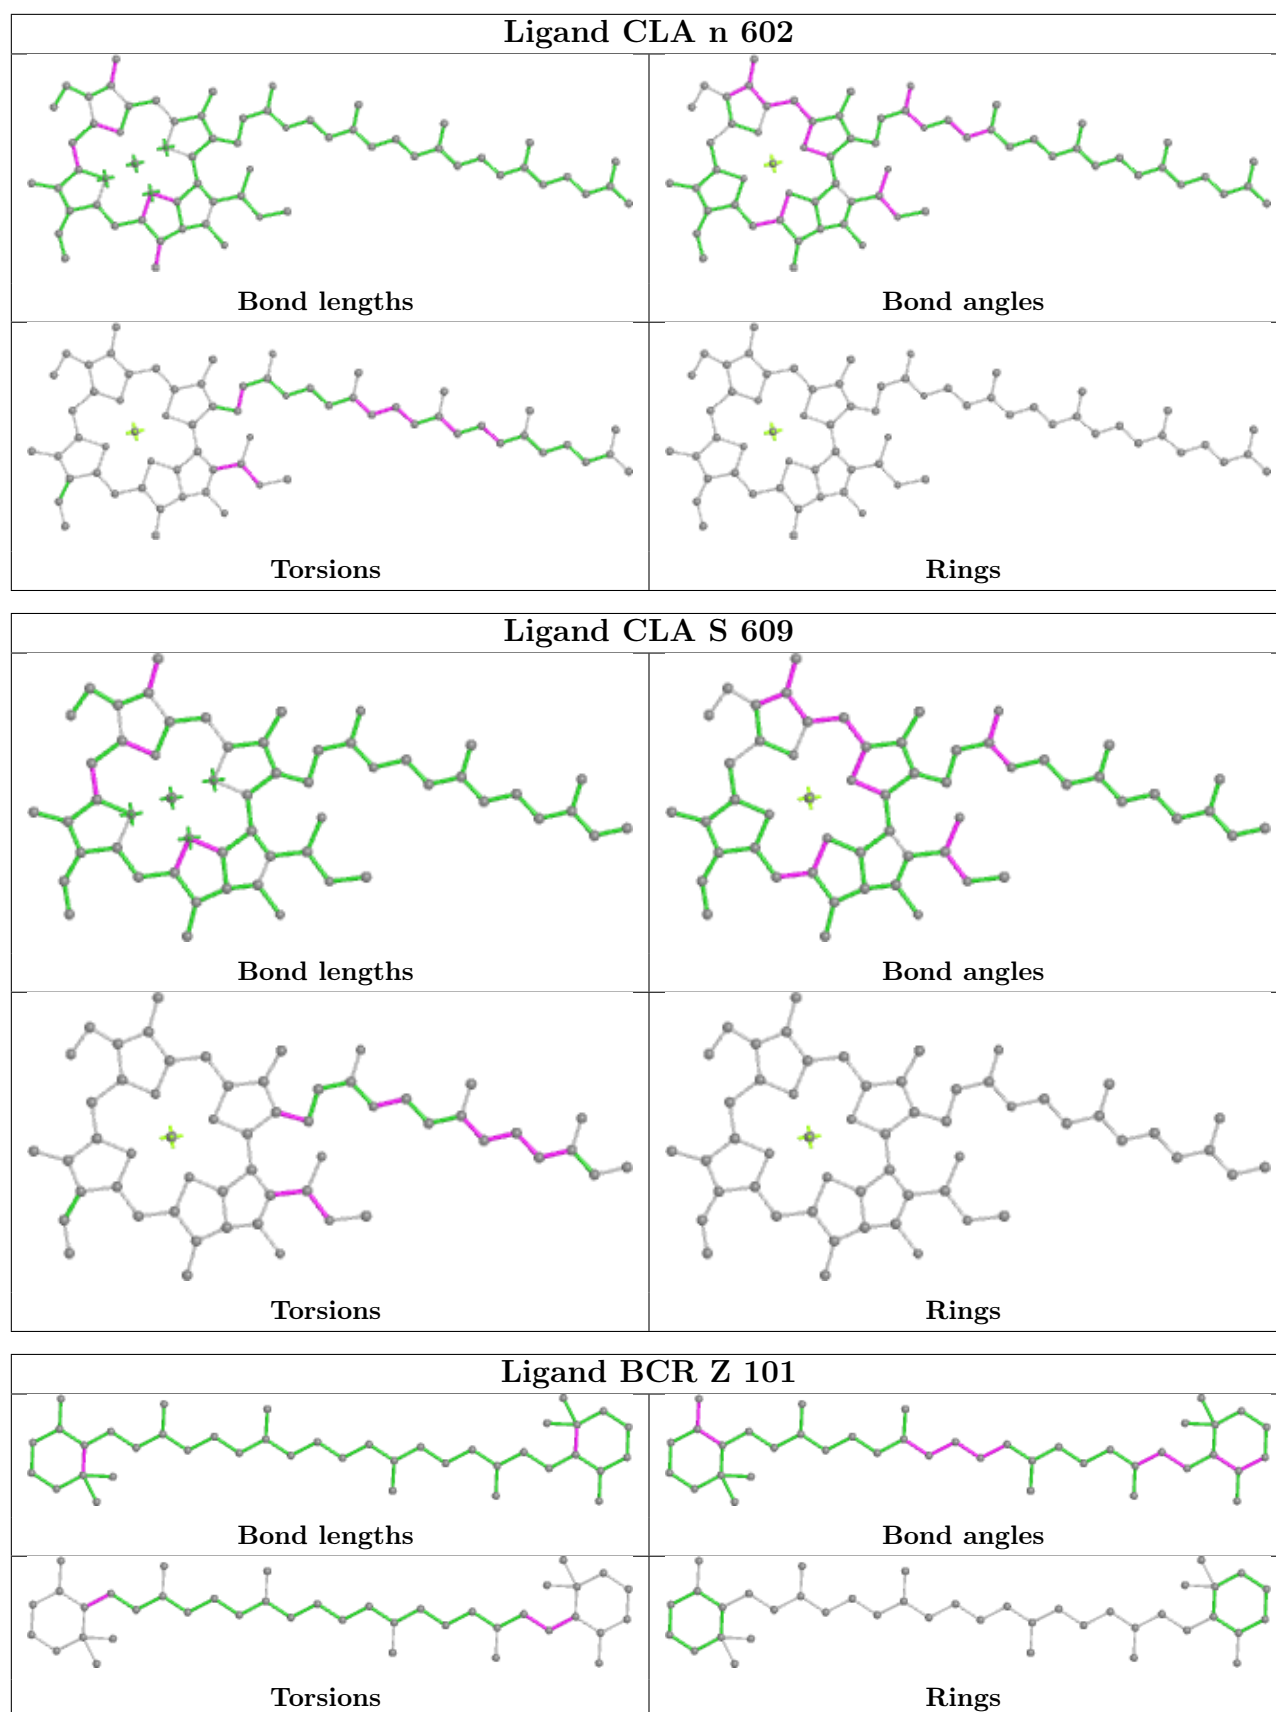 Ligand CLA n 602
Bond lengths
Bond angles
Torsions
Rings
Ligand CLA S 609
Bond lengths
Bond angles
Torsions
Rings
Ligand BCR Z 101
Bond lengths
Bond angles
Torsions
Rings